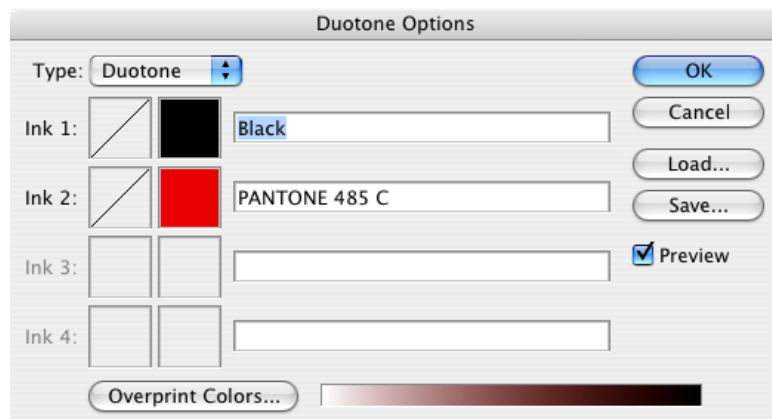 Duotone Options
Type: Duotone
OK
Ink 1: Black
Cancel
Load...
Ink 2: PANTONE 485 C
Save...
Ink 3:
Preview
Ink 4:
Overprint Colors...